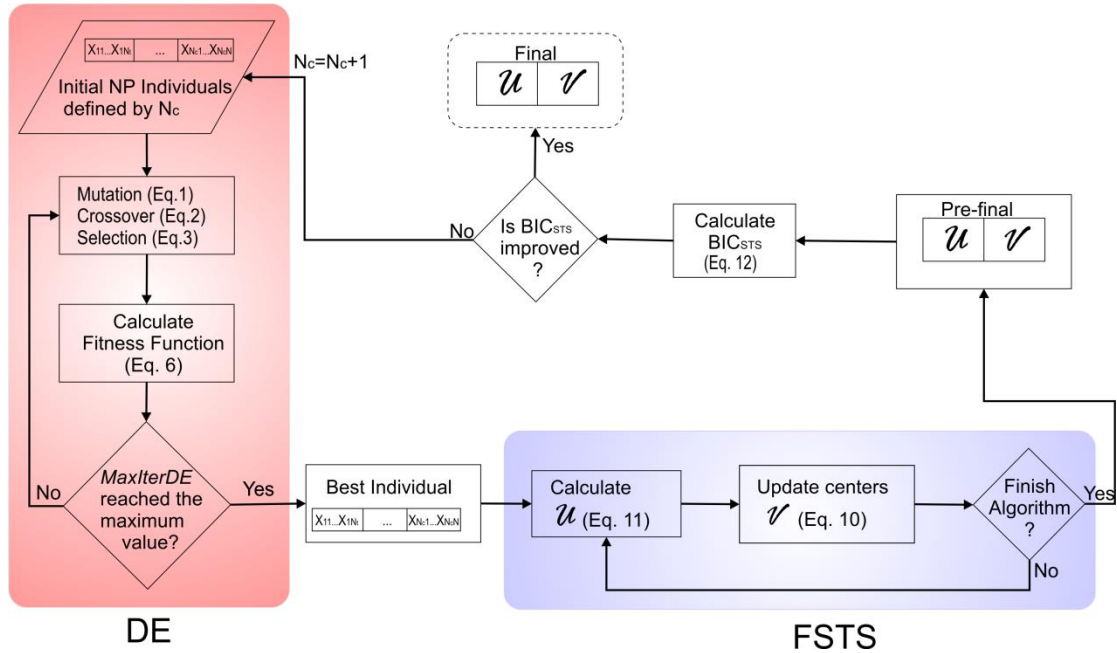 X11...X1Nt ... XNc1...XNcN
Initial NP Individuals
defined by Nc
Mutation (Eq.1)
Crossover (Eq.2)
Selection (Eq.3)
Calculate
Fitness Function
(Eq. 6)
MaxIterDE
reached the
maximum
value?
No
Yes
DE
Best Individual
X11...X1Nt ... XNc1...XNcN
Calculate
𝒰 (Eq. 11)
Update centers
𝒱 (Eq. 10)
Finish
Algorithm
?
Yes
No
FSTS
Pre-final
𝒰 𝒱
Calculate
BICSTS
(Eq. 12)
Is BICSTS
improved
?
No
Yes
Nc=Nc+1
Final
𝒰 𝒱